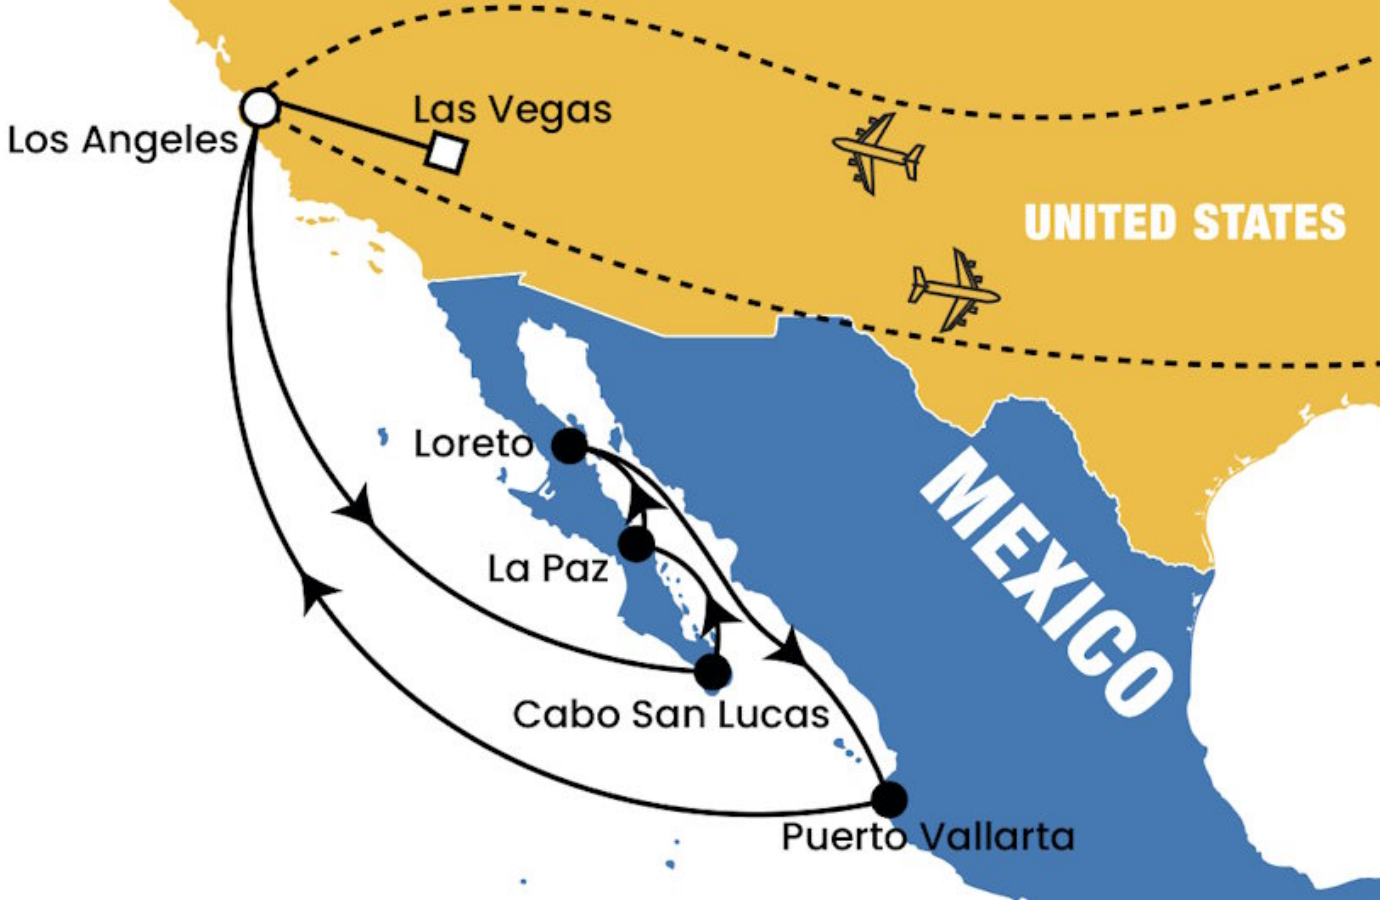 Las Vegas
Los Angeles
UNITED STATES
Loreto
MEXICO
La Paz
Cabo San Lucas
Puerto Vallarta